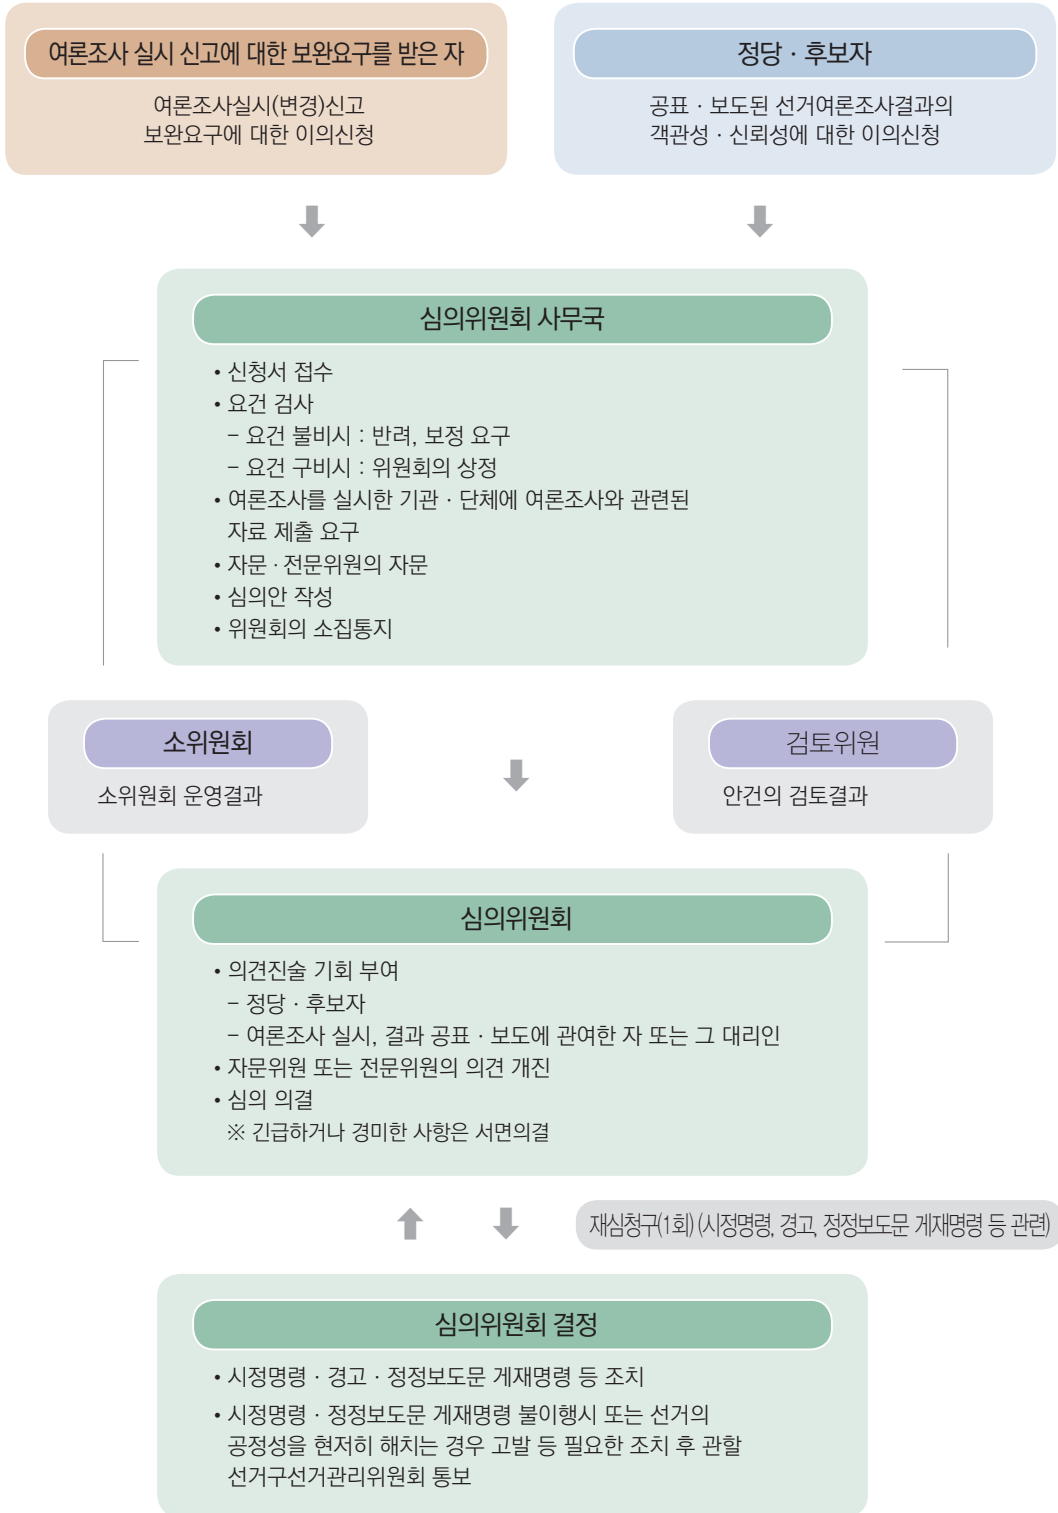 여론조사 실시 신고에 대한 보완요구를 받은 자
여론조사실시(변경)신고
보완요구에 대한 이의신청
정당 · 후보자
공표 · 보도된 선거여론조사결과의
객관성 · 신뢰성에 대한 이의신청
심의위원회 사무국
• 신청서 접수
• 요건 검사
– 요건 불비시 : 반려, 보정 요구
– 요건 구비시 : 위원회의 상정
• 여론조사를 실시한 기관 · 단체에 여론조사와 관련된
자료 제출 요구
• 자문 · 전문위원의 자문
• 심의안 작성
• 위원회의 소집통지
소위원회
소위원회 운영결과
검토위원
안건의 검토결과
심의위원회
• 의견진술 기회 부여
– 정당 · 후보자
– 여론조사 실시, 결과 공표 · 보도에 관여한 자 또는 그 대리인
• 자문위원 또는 전문위원의 의견 개진
• 심의 의결
※ 긴급하거나 경미한 사항은 서면의결
재심청구(1회) (시정명령, 경고, 정정보도문 게재명령 등 관련)
심의위원회 결정
• 시정명령 · 경고 · 정정보도문 게재명령 등 조치
• 시정명령 · 정정보도문 게재명령 불이행시 또는 선거의
공정성을 현저히 해치는 경우 고발 등 필요한 조치 후 관할
선거구선거관리위원회 통보